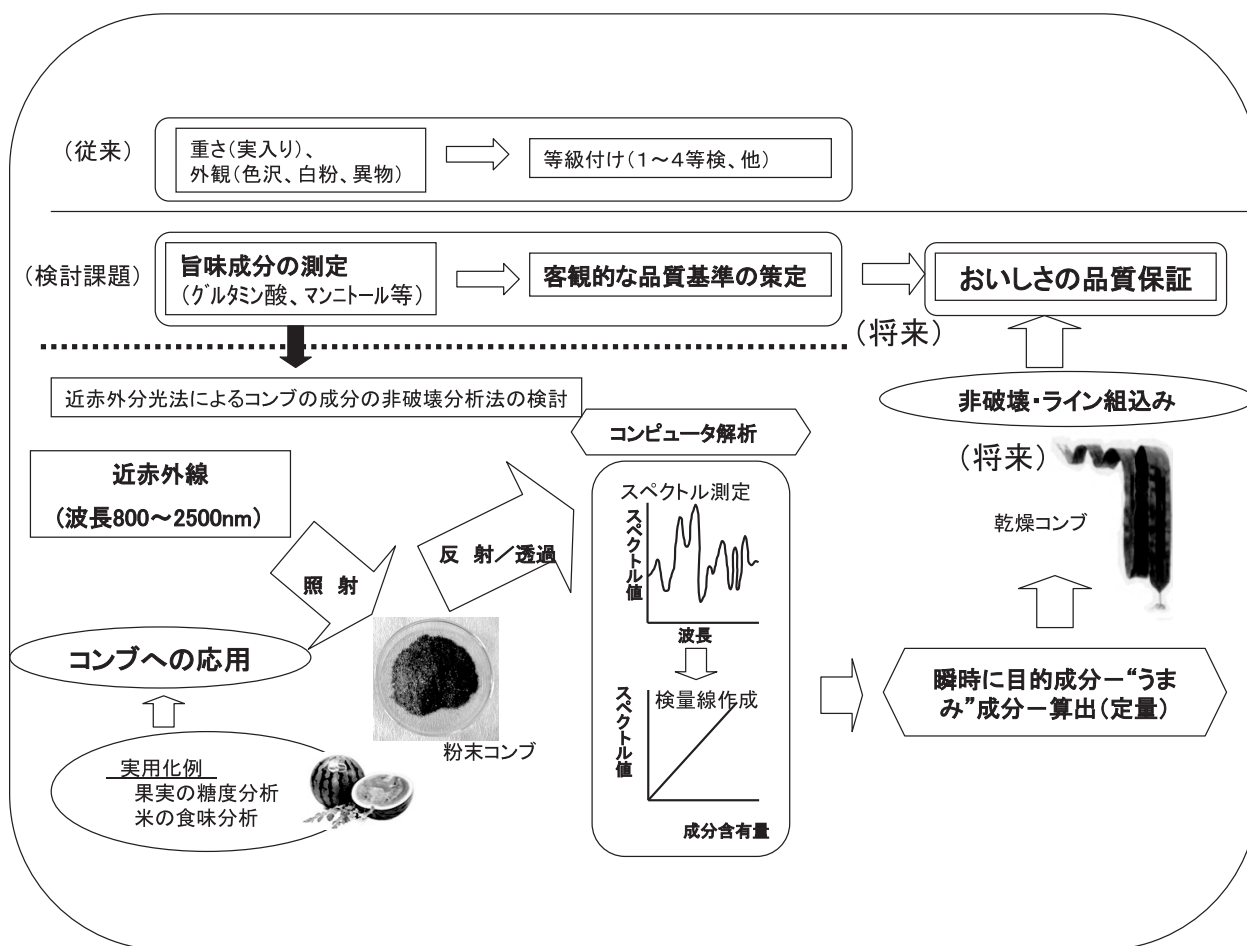 (従来)
重さ(実入り)、
外観(色沢、白粉、異物)
等級付け(1～4等検、他)
(検討課題)
旨味成分の測定
(グルタミン酸、マンニトール等)
客観的な品質基準の策定
おいしさの品質保証
(将来)
近赤外分光法によるコンブの成分の非破壊分析法の検討
非破壊・ライン組込み
コンピュータ解析
(将来)
近赤外線
(波長800～2500nm)
スペクトル測定
スペクトル値
波長
乾燥コンブ
反 射／透過
照 射
コンブへの応用
粉末コンブ
検量線作成
スペクトル値
成分含有量
瞬時に目的成分－“うま
み”成分－算出(定量)
実用化例
果実の糖度分析
米の食味分析